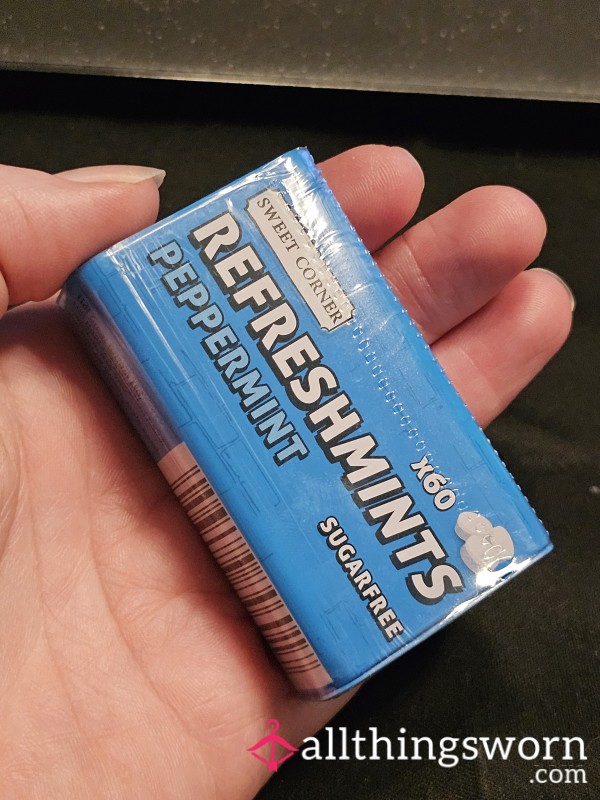 SWEET CORNER
REFRESHMINTS
PEPPERMINT
x60
SUGARFREE
allthingsworn
.com